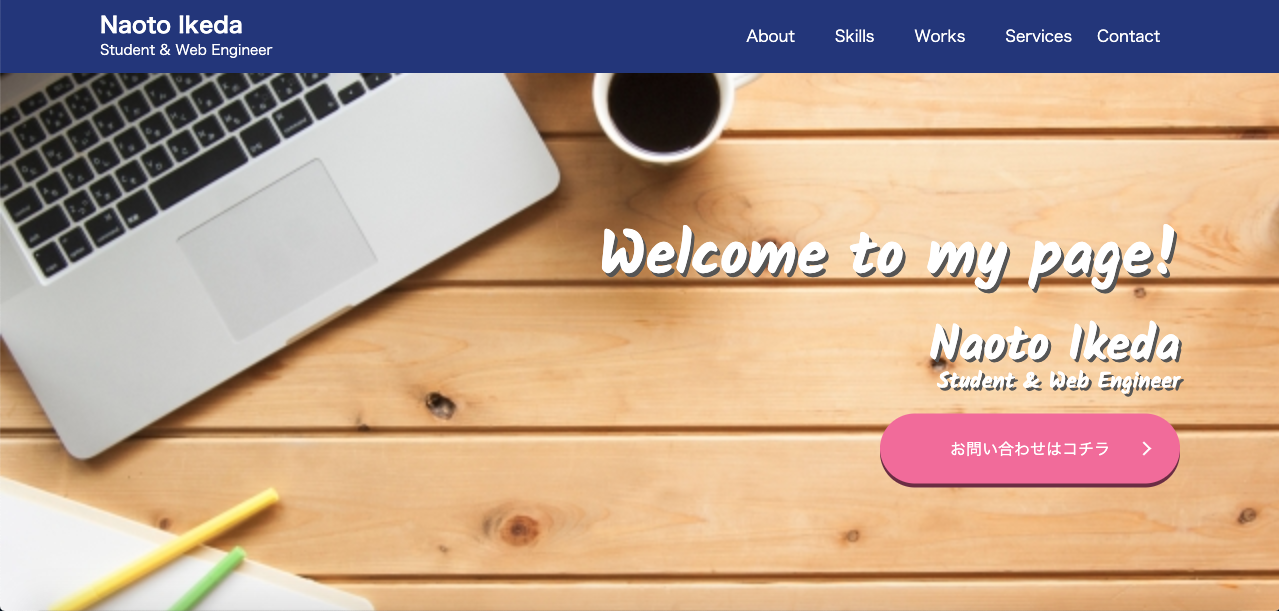 Naoto Ikeda
Student & Web Engineer
About Skills Works Services Contact
Welcome to my page!
Naoto Ikeda
Student & Web Engineer
お問い合わせはコチラ